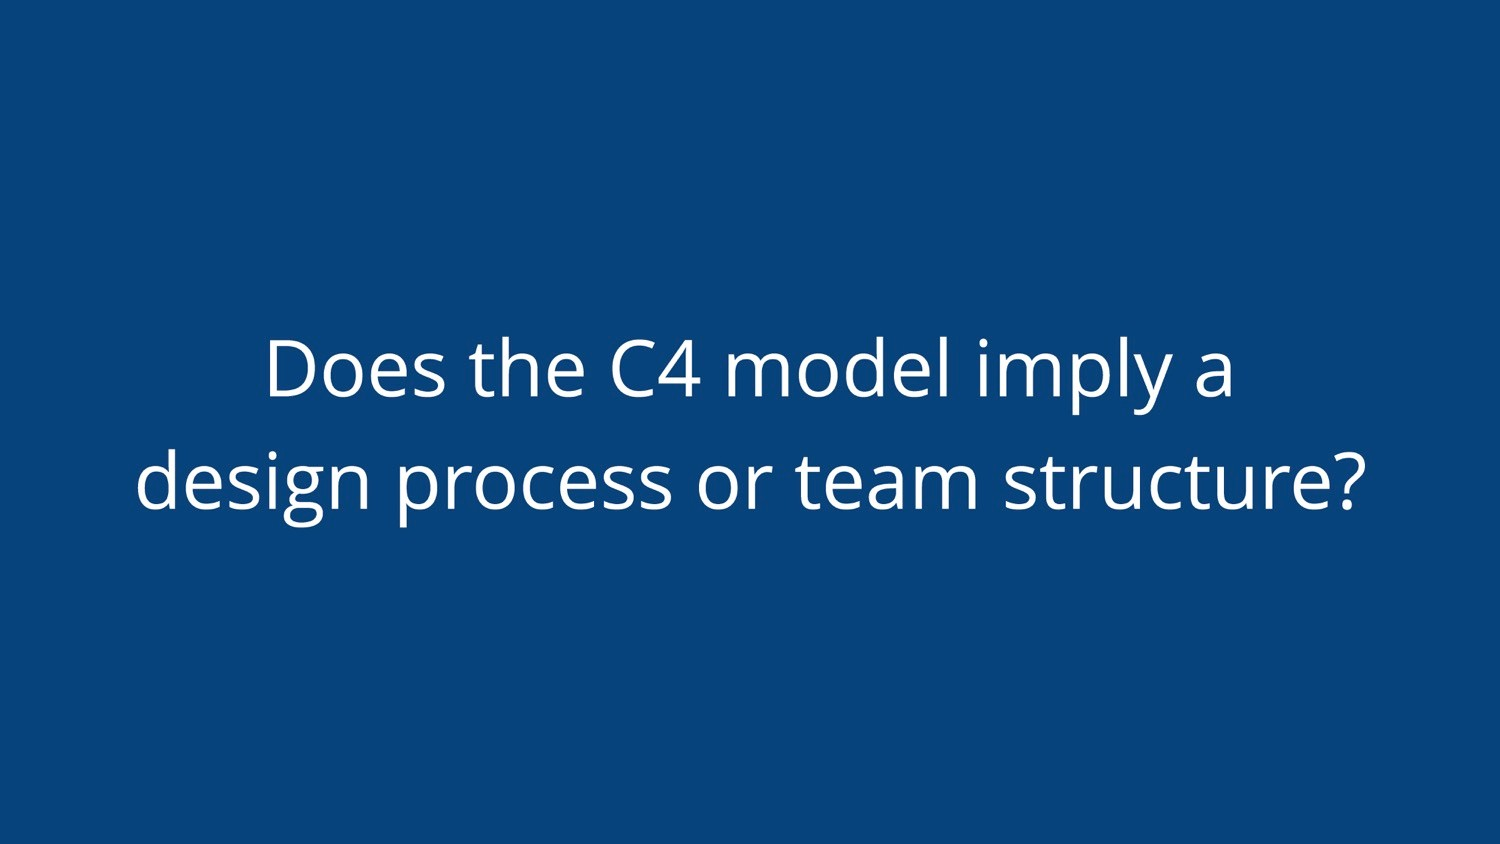 Does the C4 model imply a
design process or team structure?